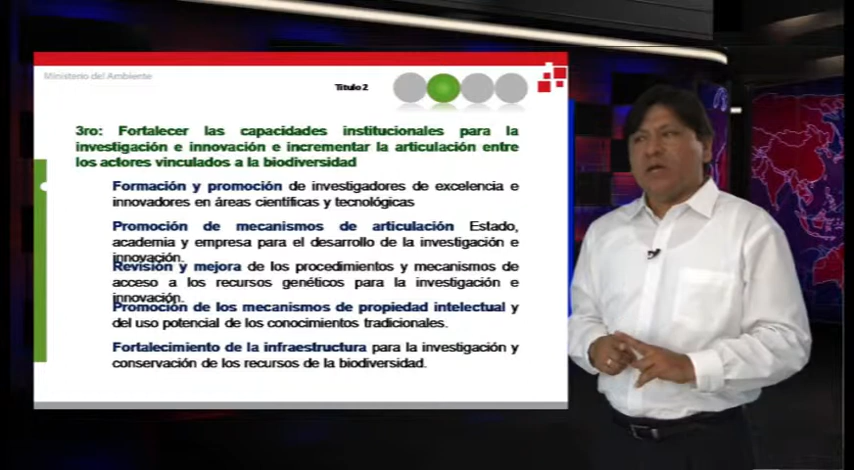 Ministerio del Ambiente
Titulo 2
3ro: Fortalecer las capacidades institucionales para la
investigación e innovación e incrementar la articulación entre
los actores vinculados a la biodiversidad
Formación y promoción de investigadores de excelencia e
innovadores en áreas científicas y tecnológicas
Promoción de mecanismos de articulación Estado,
academia y empresa para el desarrollo de la investigación e
innovación.
Revisión y mejora de los procedimientos y mecanismos de
acceso a los recursos genéticos para la investigación e
innovación.
Promoción de los mecanismos de propiedad intelectual y
del uso potencial de los conocimientos tradicionales.
Fortalecimiento de la infraestructura para la investigación y
conservación de los recursos de la biodiversidad.